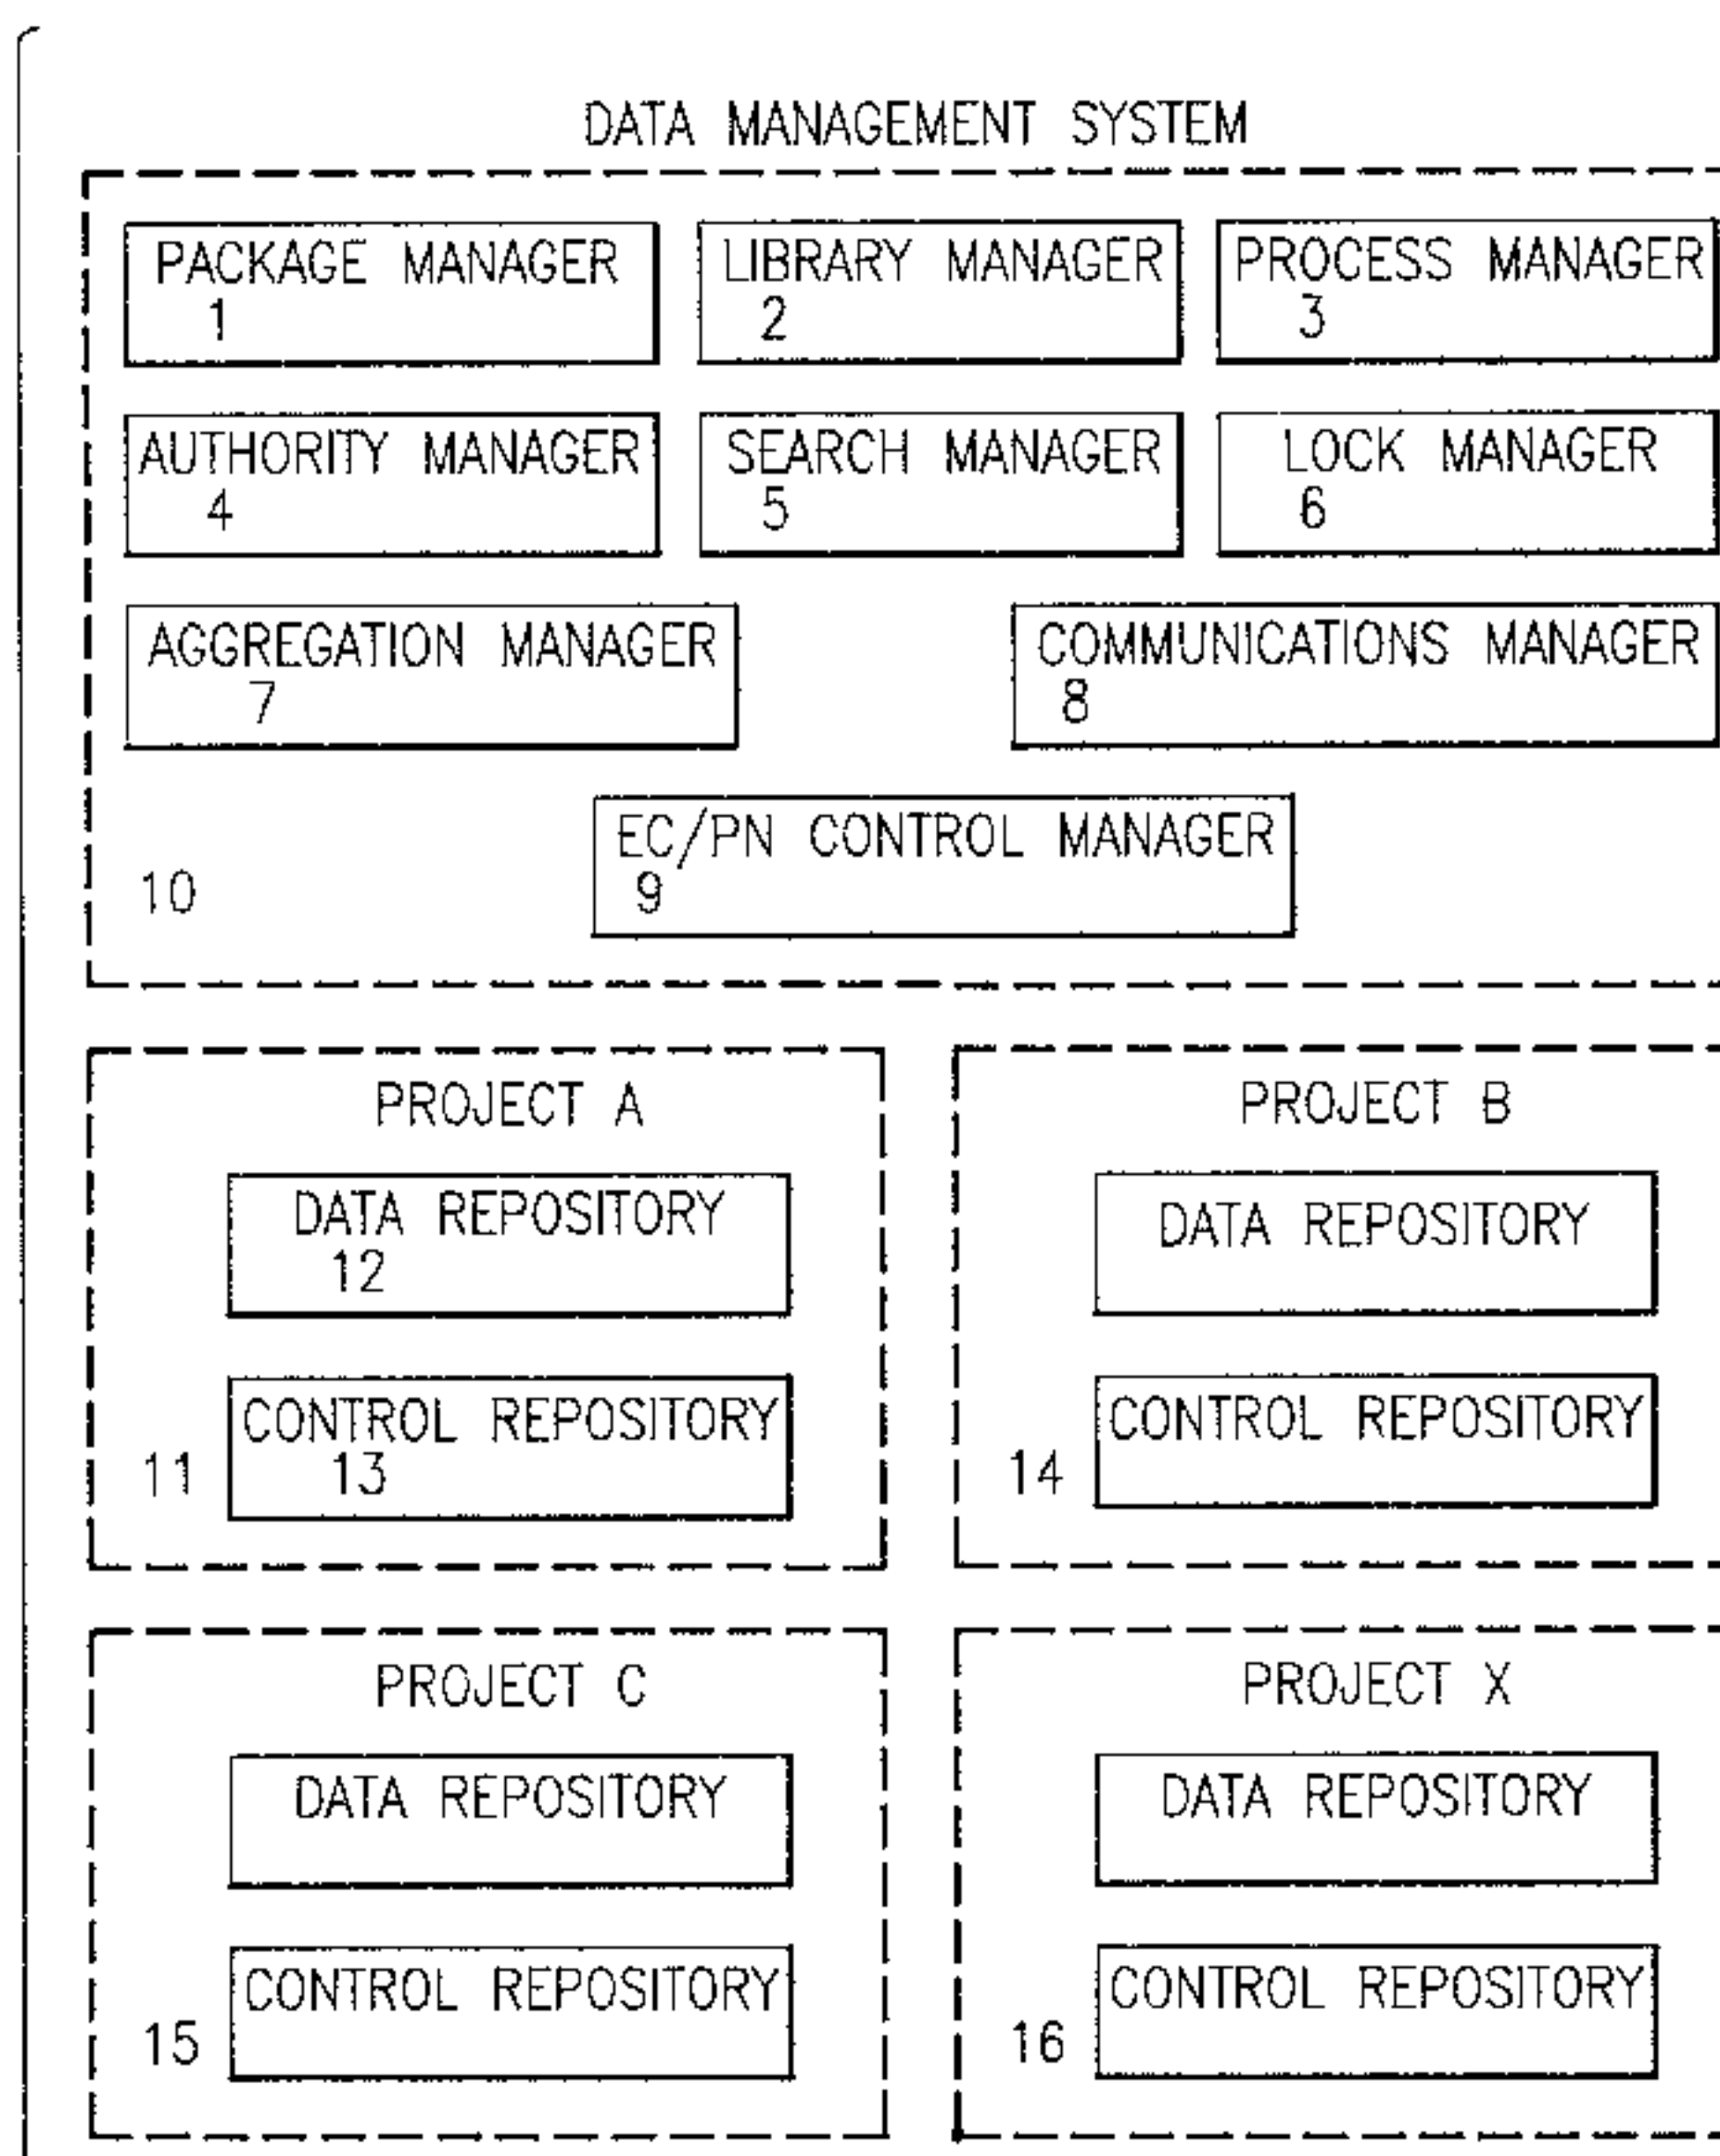 DATA MANAGEMENT SYSTEM
PACKAGE MANAGER
1
LIBRARY MANAGER
2
PROCESS MANAGER
3
AUTHORITY MANAGER
4
SEARCH MANAGER
5
LOCK MANAGER
6
AGGREGATION MANAGER
7
COMMUNICATIONS MANAGER
8
EC/PN CONTROL MANAGER
9
10
PROJECT A
DATA REPOSITORY
12
CONTROL REPOSITORY
13
11
PROJECT B
DATA REPOSITORY
CONTROL REPOSITORY
14
PROJECT C
DATA REPOSITORY
CONTROL REPOSITORY
15
PROJECT X
DATA REPOSITORY
CONTROL REPOSITORY
16